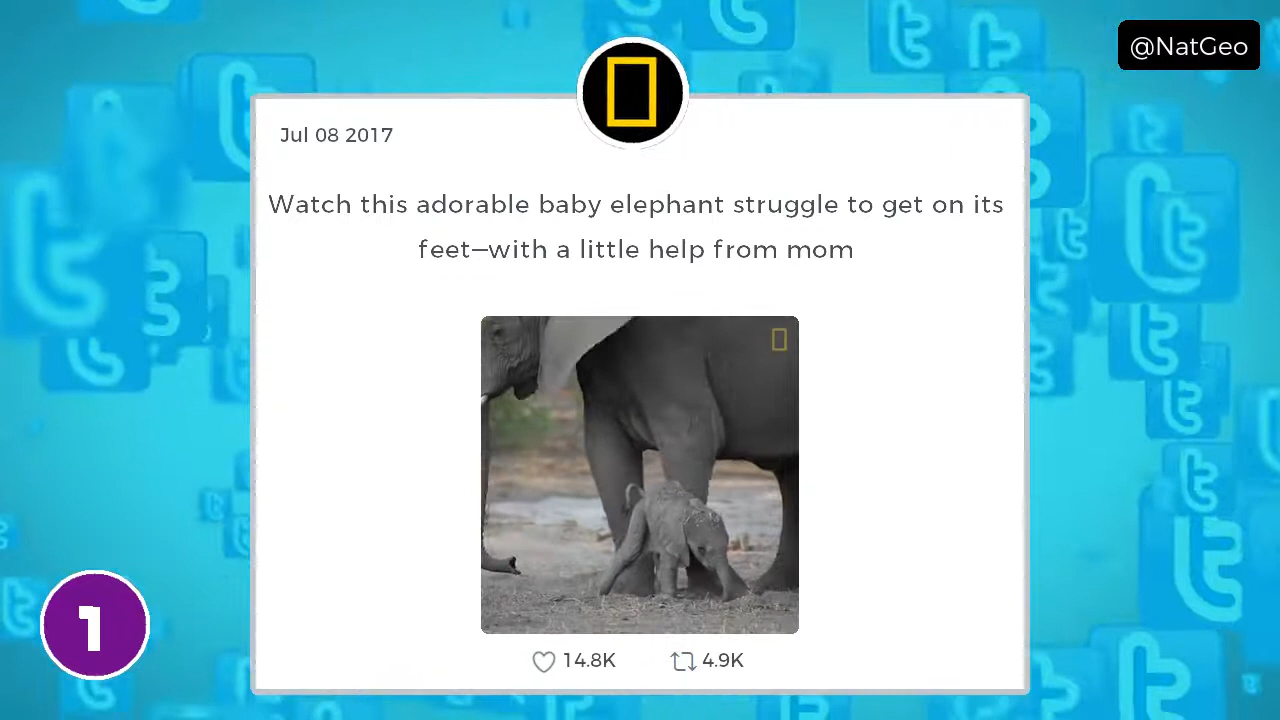 @NatGeo
Jul 08 2017
Watch this adorable baby elephant struggle to get on its
feet—with a little help from mom
14.8K 4.9K
1